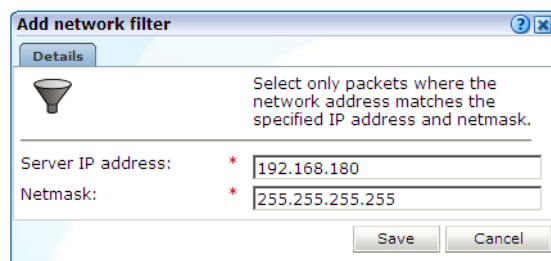 Add network filter
Details
Select only packets where the
network address matches the
specified IP address and netmask.
Server IP address: * 192.168.180
Netmask: * 255.255.255.255
Save Cancel